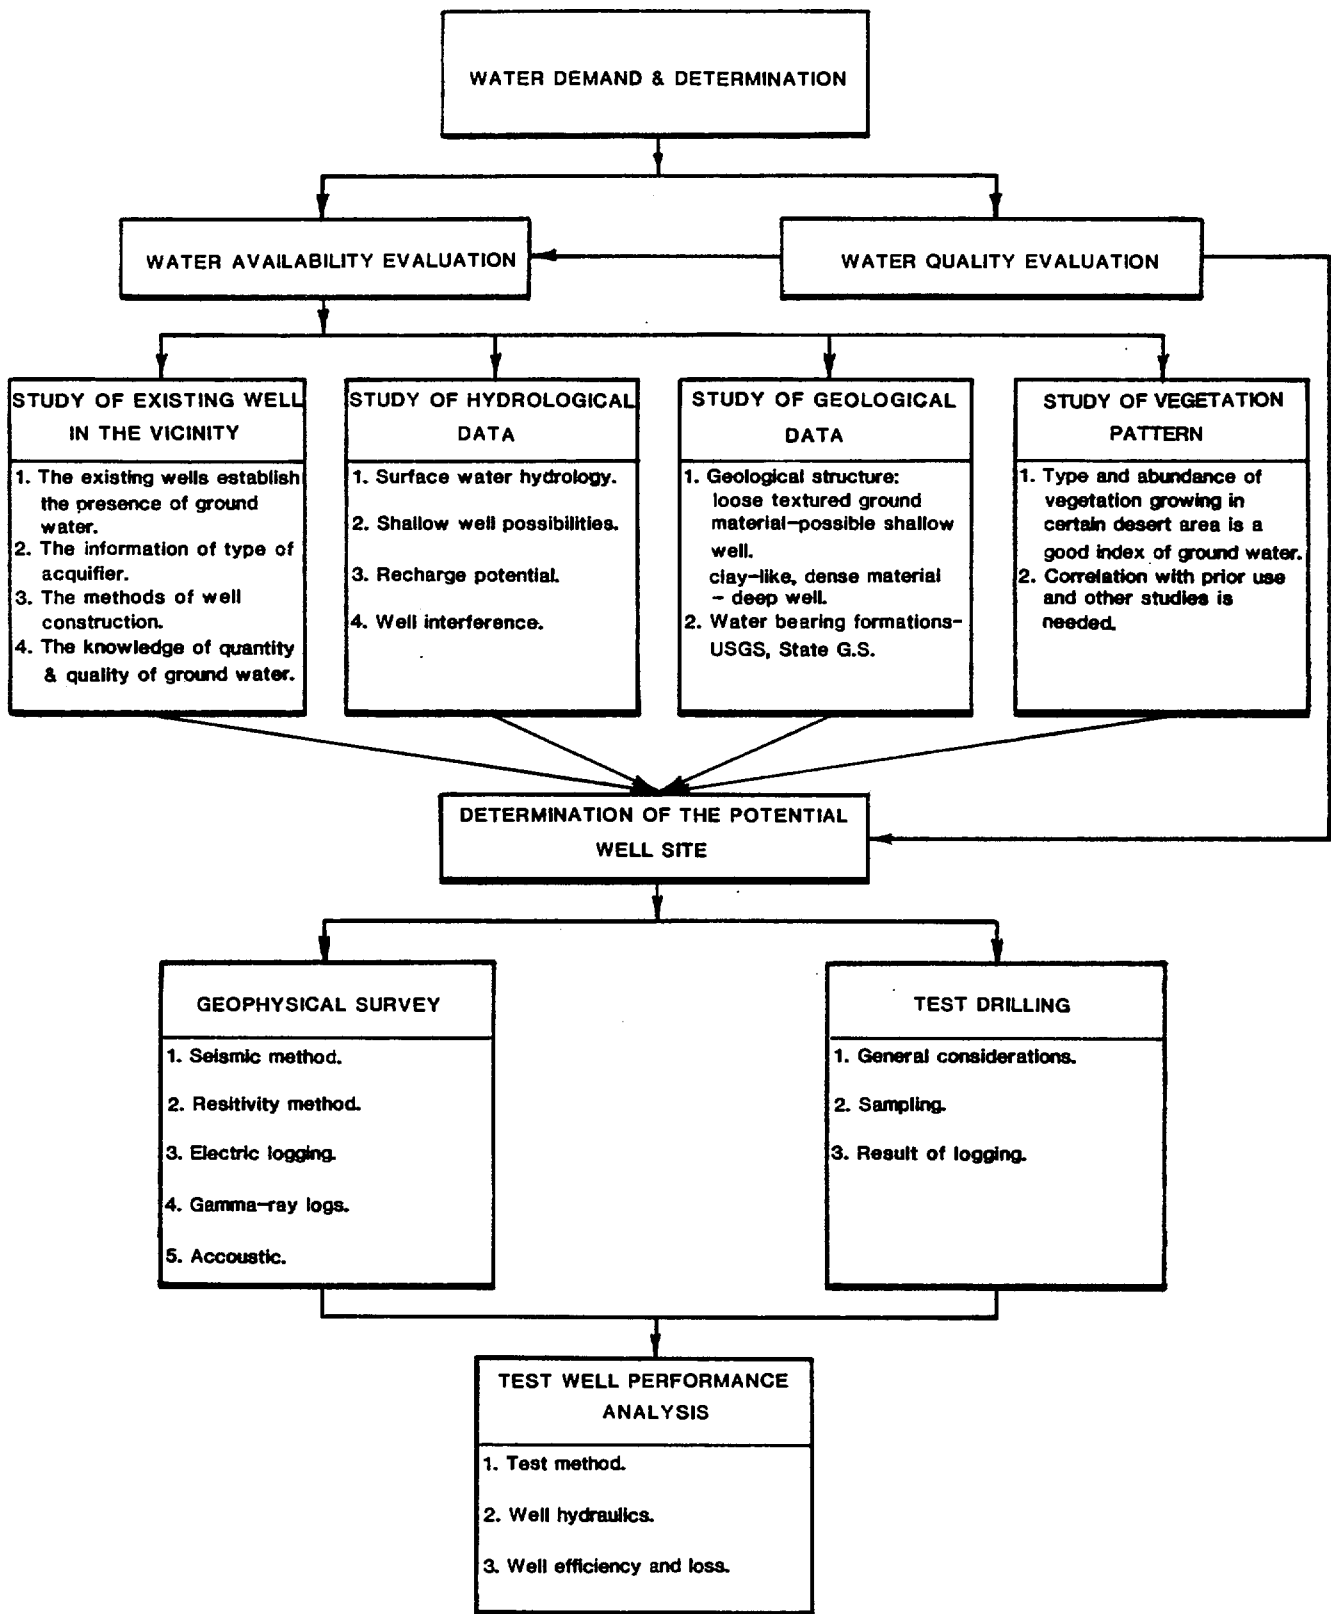 WATER DEMAND & DETERMINATION
WATER AVAILABILITY EVALUATION
WATER QUALITY EVALUATION
STUDY OF EXISTING WELL
IN THE VICINITY
1. The existing wells establish
the presence of ground
water.
2. The information of type of
acquifier.
3. The methods of well
construction.
4. The knowledge of quantity
& quality of ground water.
STUDY OF HYDROLOGICAL
DATA
1. Surface water hydrology.
2. Shallow well possibilities.
3. Recharge potential.
4. Well interference.
STUDY OF GEOLOGICAL
DATA
1. Geological structure:
loose textured ground
material-possible shallow
well.
clay-like, dense material
- deep well.
2. Water bearing formations-
USGS, State G.S.
STUDY OF VEGETATION
PATTERN
1. Type and abundance of
vegetation growing in
certain desert area is a
good index of ground water.
2. Correlation with prior use
and other studies is
needed.
DETERMINATION OF THE POTENTIAL
WELL SITE
GEOPHYSICAL SURVEY
1. Seismic method.
2. Resitivity method.
3. Electric logging.
4. Gamma-ray logs.
5. Accoustic.
TEST DRILLING
1. General considerations.
2. Sampling.
3. Result of logging.
TEST WELL PERFORMANCE
ANALYSIS
1. Test method.
2. Well hydraulics.
3. Well efficiency and loss.